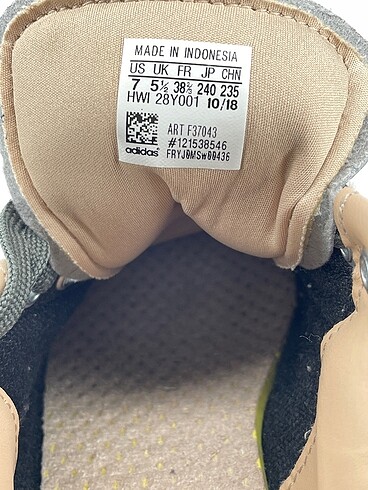 MADE IN INDONESIA
US UK FR JP CHN
7 5½ 38⅔ 240 235
HWI 28Y001 10/18
ART F37043
#121538546
adidas FRYJ0MSW00436